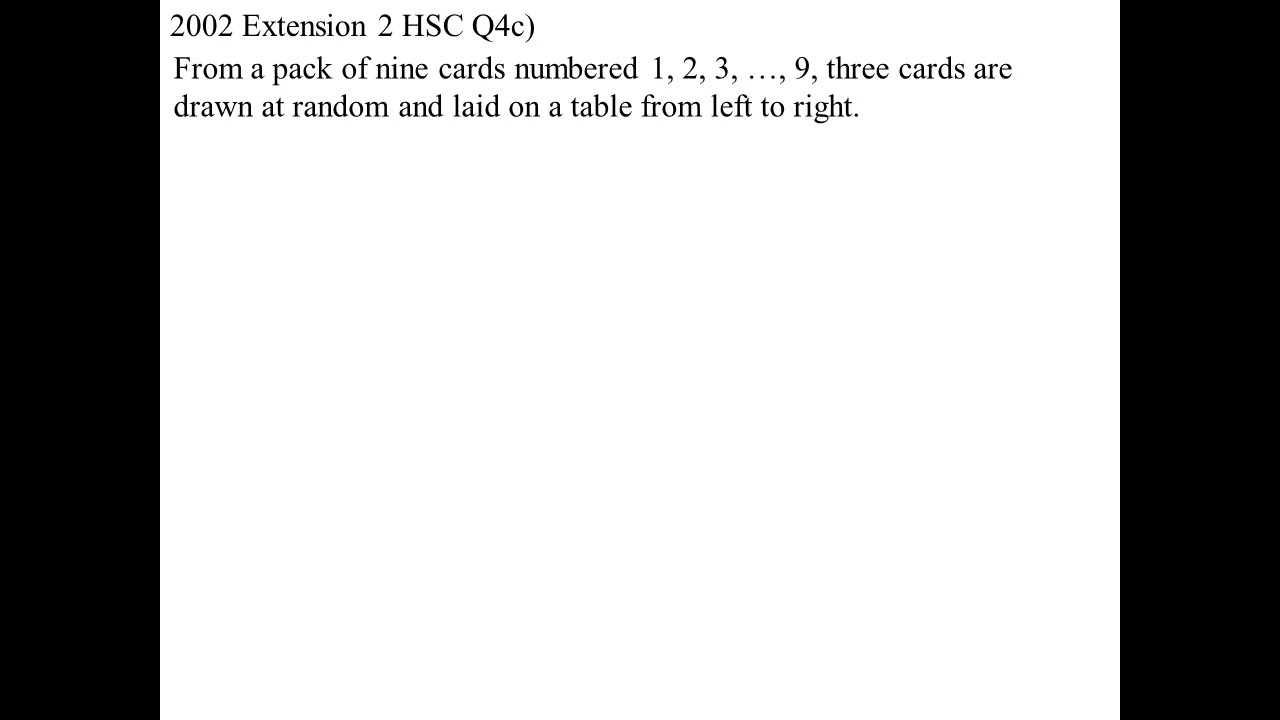 2002 Extension 2 HSC Q4c)
From a pack of nine cards numbered 1, 2, 3, …, 9, three cards are
drawn at random and laid on a table from left to right.